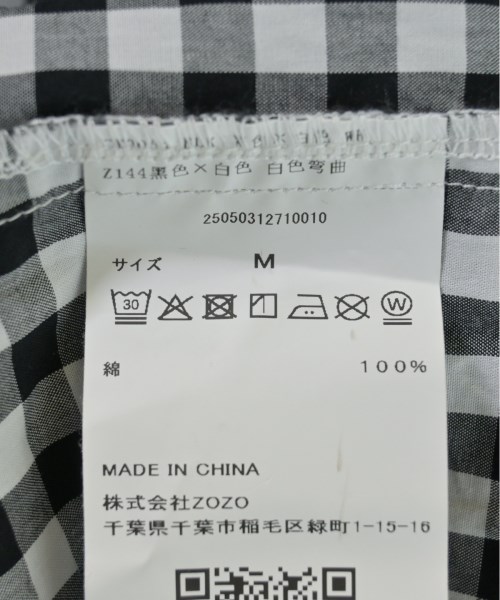 Z144黒色×白色 白色弯曲
25050312710010
サイズ M
30 W
綿 100%
MADE IN CHINA
株式会社ZOZO
千葉県千葉市稲毛区緑町1-15-16